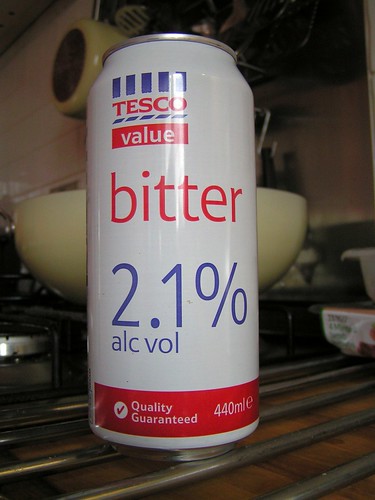 TESCO
value
bitter
2.1%
alc vol
Quality
Guaranteed
440ml ℮